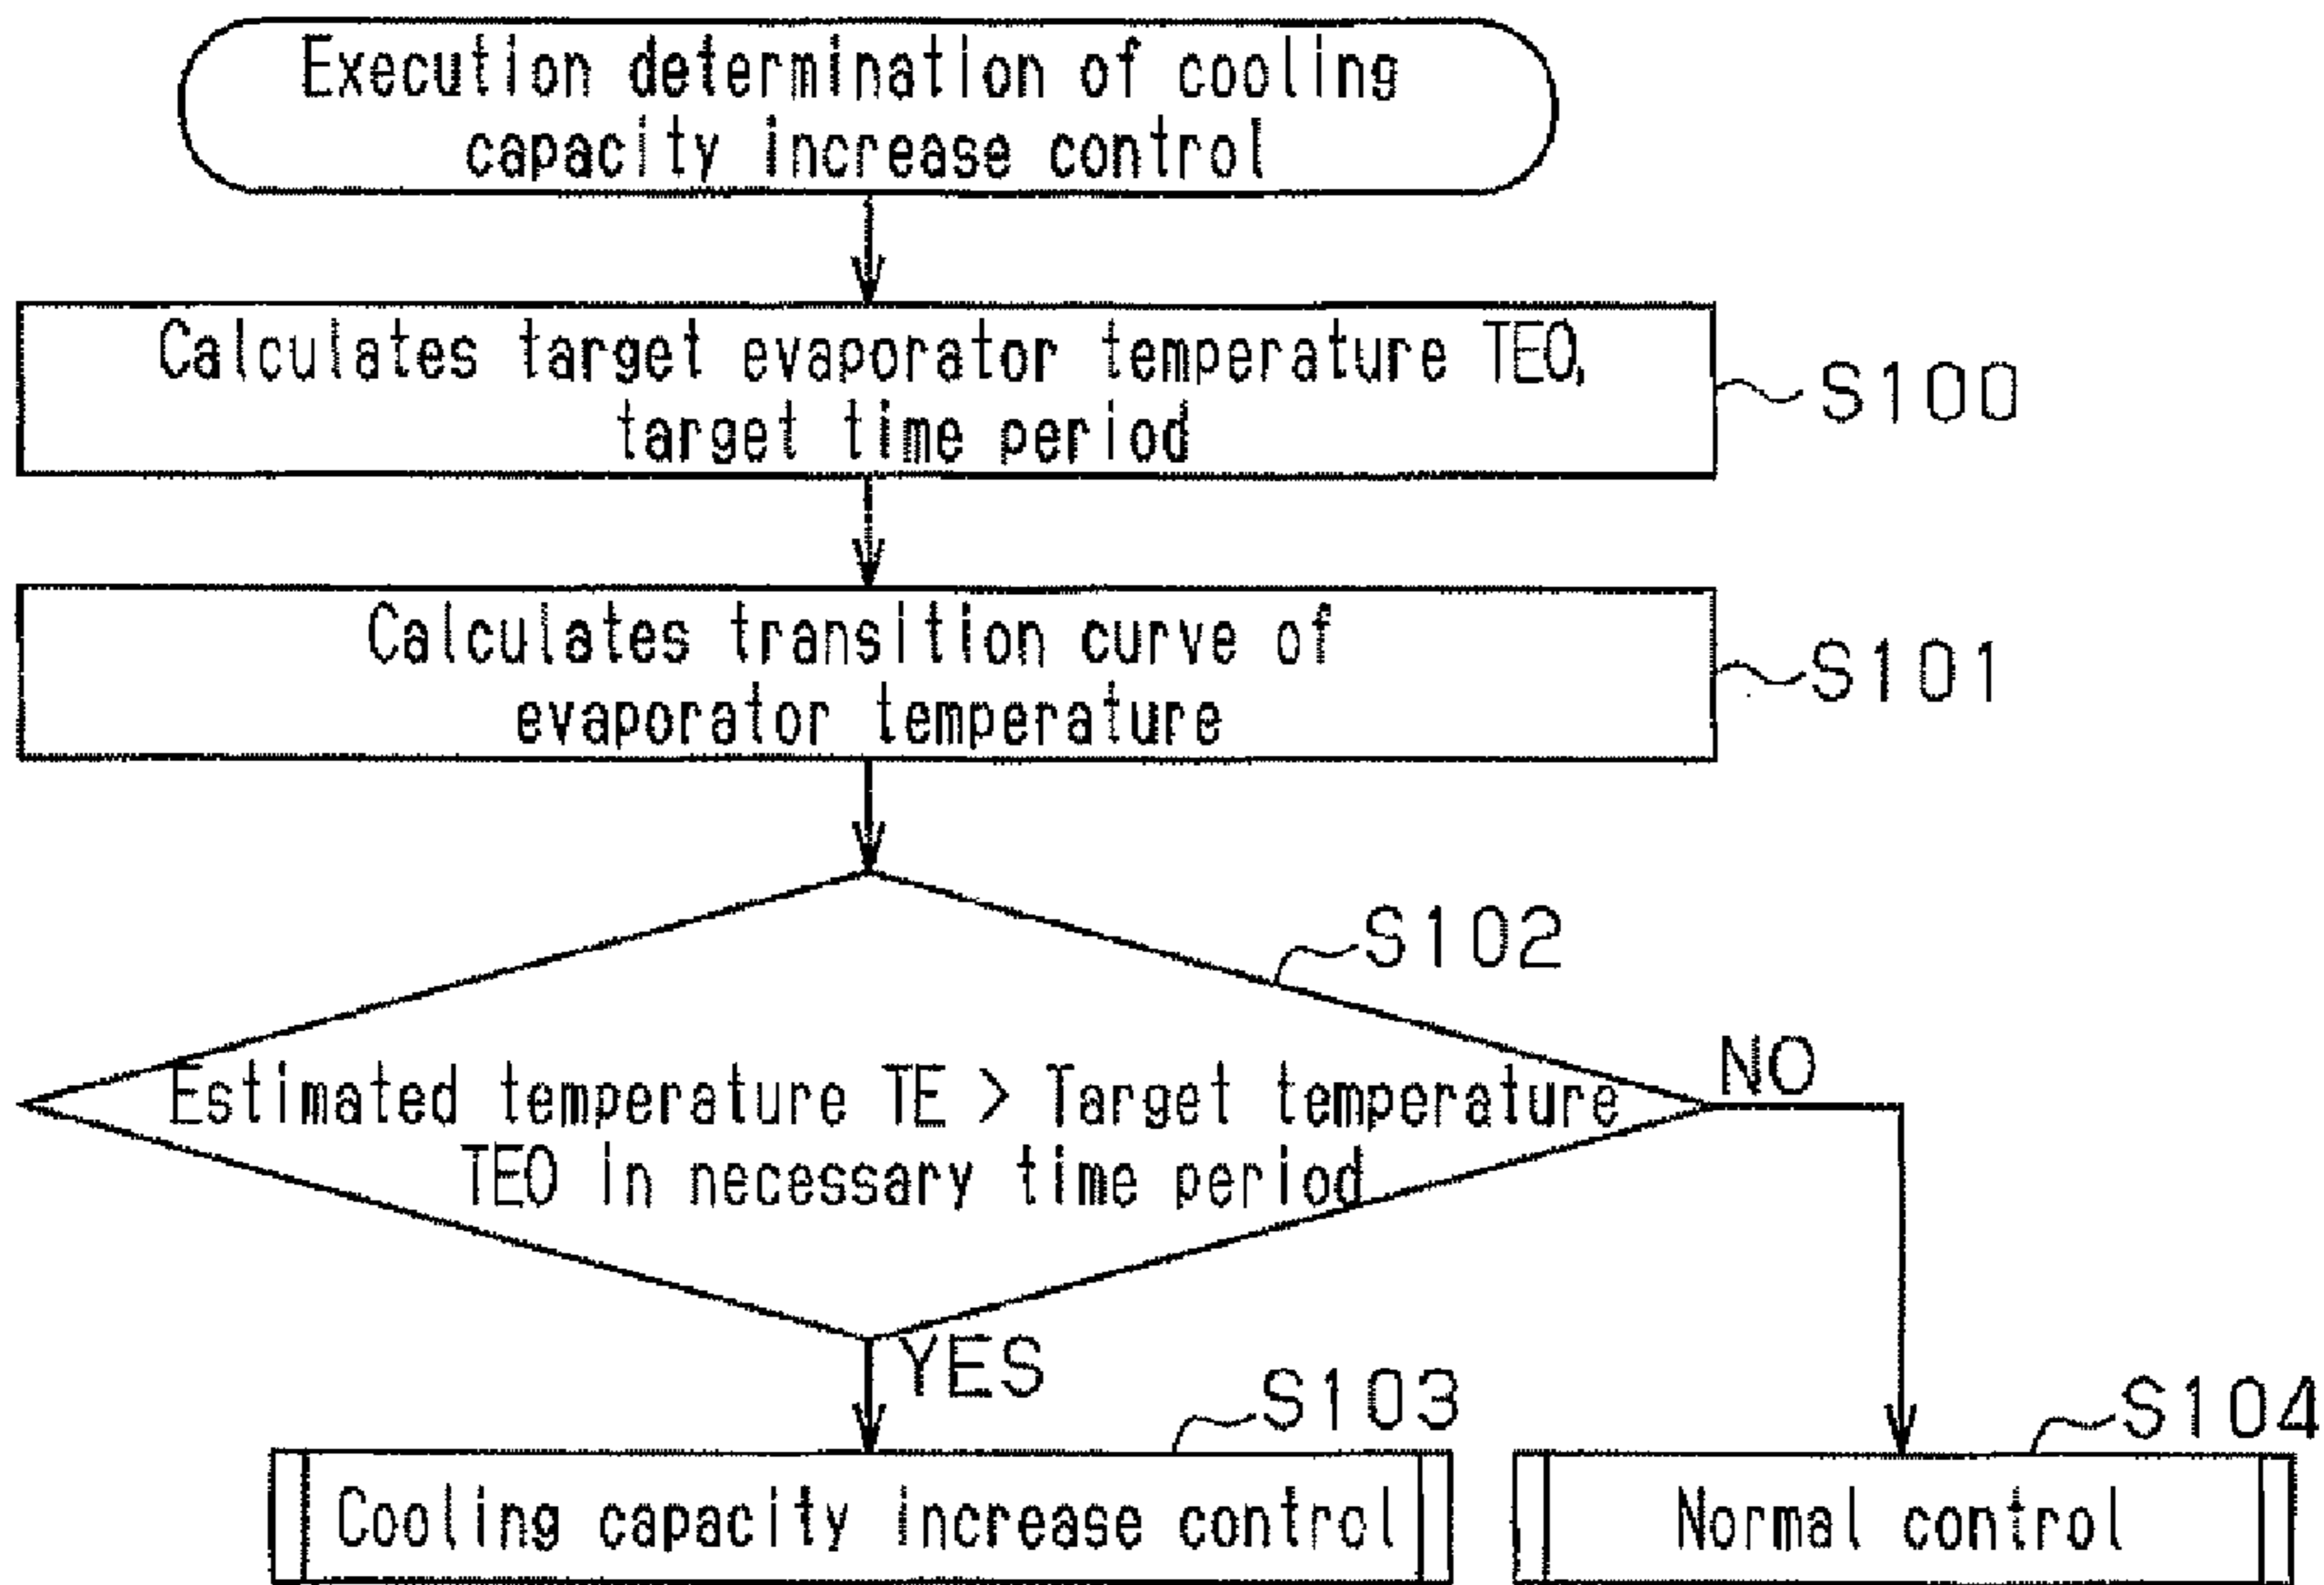 Execution determination of cooling
capacity increase control
Calculates target evaporator temperature TEO,
target time period
S100
Calculates transition curve of
evaporator temperature
S101
S102
Estimated temperature TE > Target temperature
TEO in necessary time period
NO
YES
S103
Cooling capacity increase control
S104
Normal control